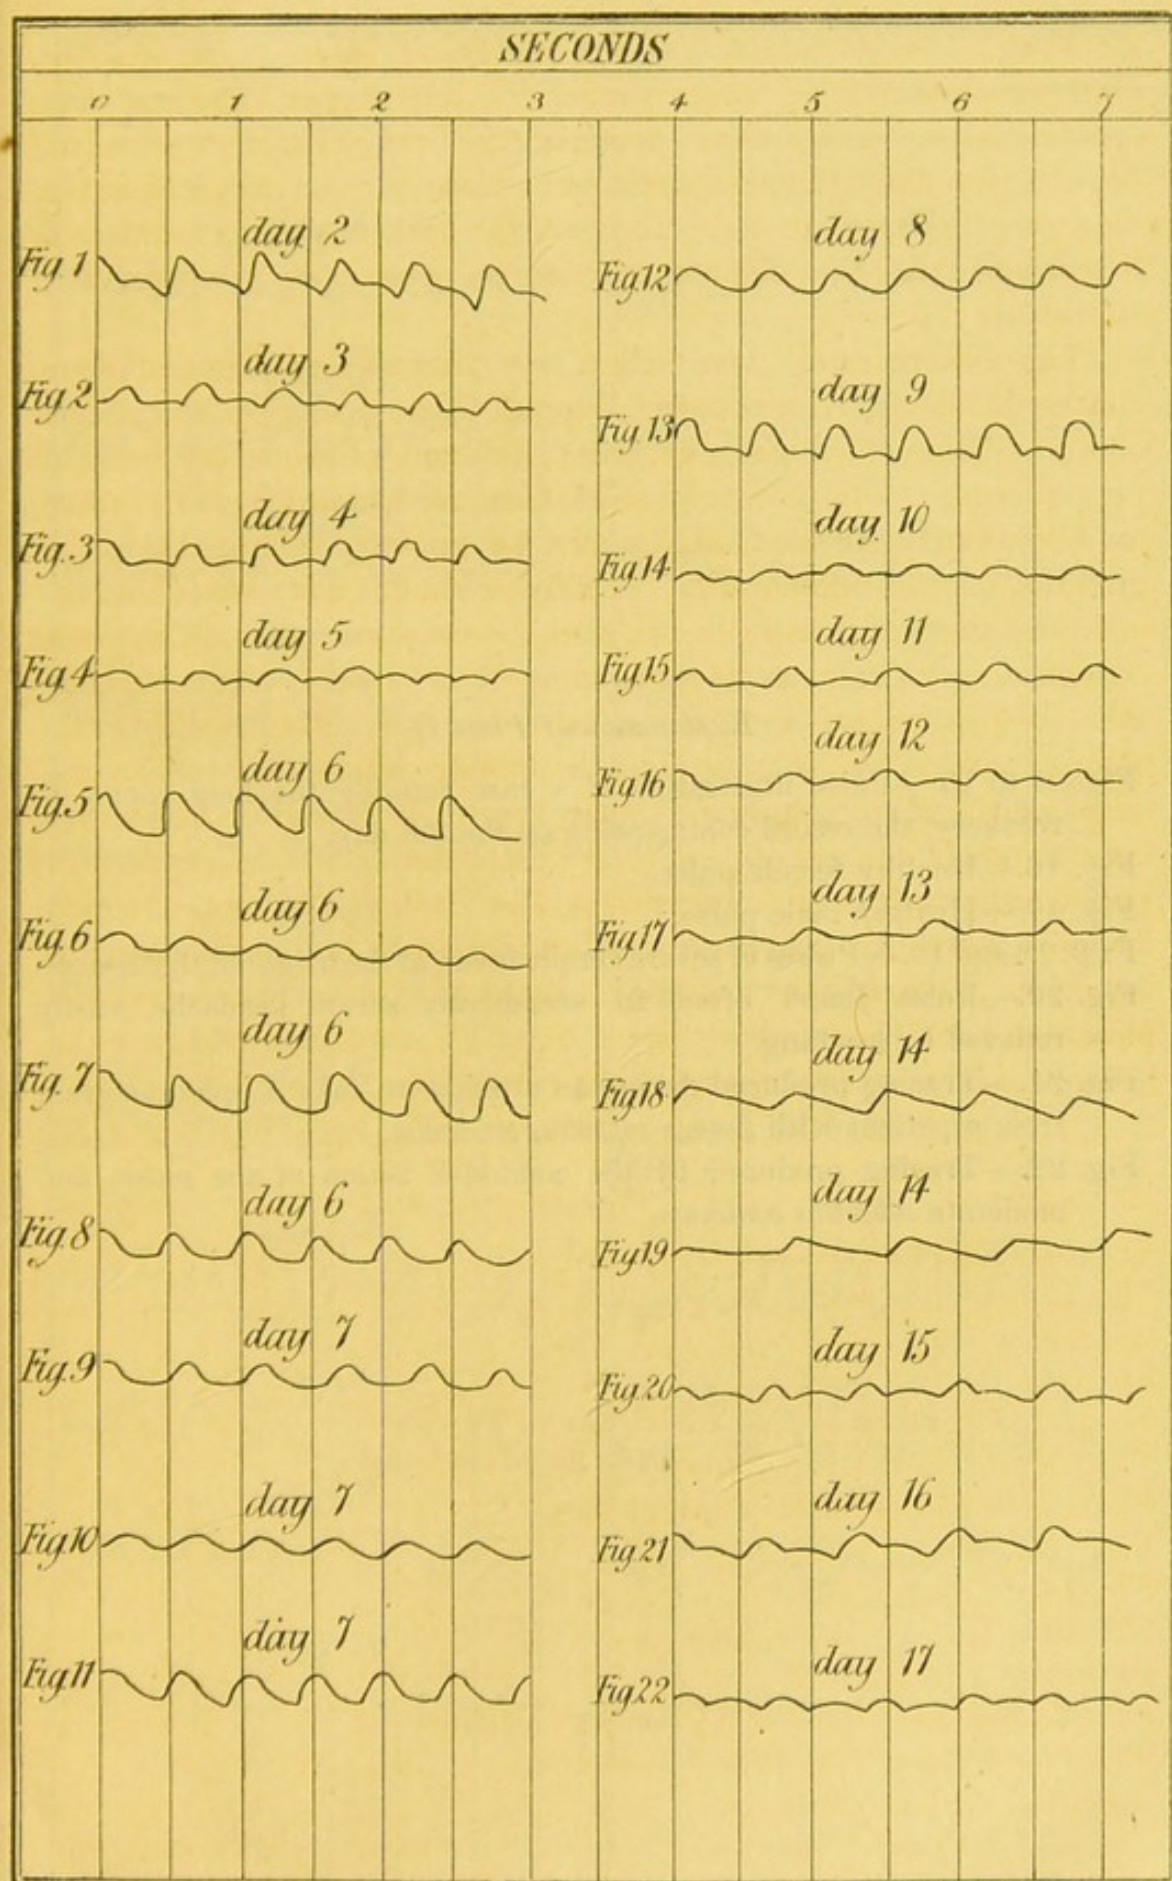 SECONDS
0 1 2 3 4 5 6 7
day 2
Fig. 1
day 3
Fig. 2
day 4
Fig. 3
day 5
Fig. 4
day 6
Fig. 5
day 6
Fig. 6
day 6
Fig. 7
day 6
Fig. 8
day 7
Fig. 9
day 7
Fig. 10
day 7
Fig. 11
day 8
Fig. 12
day 9
Fig. 13
day 10
Fig. 14
day 11
Fig. 15
day 12
Fig. 16
day 13
Fig. 17
day 14
Fig. 18
day 14
Fig. 19
day 15
Fig. 20
day 16
Fig. 21
day 17
Fig. 22